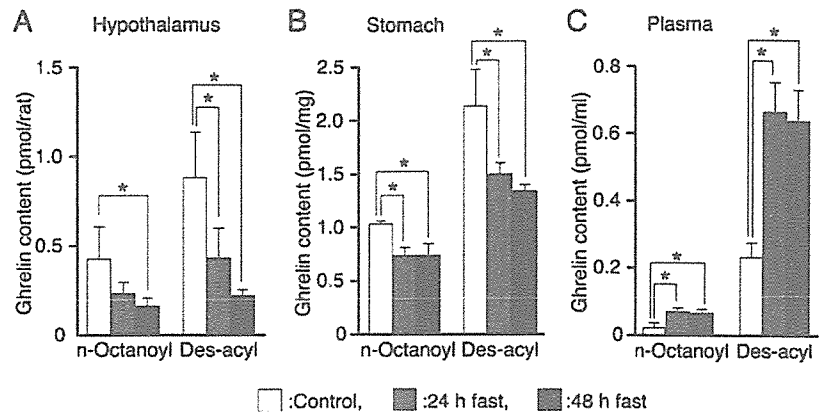 A Hypothalamus
Ghrelin content (pmol/rat)
1.5
1.0
0.5
0
*
*
*
n-Octanoyl Des-acyl
B Stomach
Ghrelin content (pmol/mg)
2.5
2.0
1.5
1.0
0.5
0
*
*
*
*
n-Octanoyl Des-acyl
C Plasma
Ghrelin content (pmol/ml)
0.8
0.6
0.4
0.2
0
*
*
*
*
n-Octanoyl Des-acyl
:Control, :24 h fast, :48 h fast